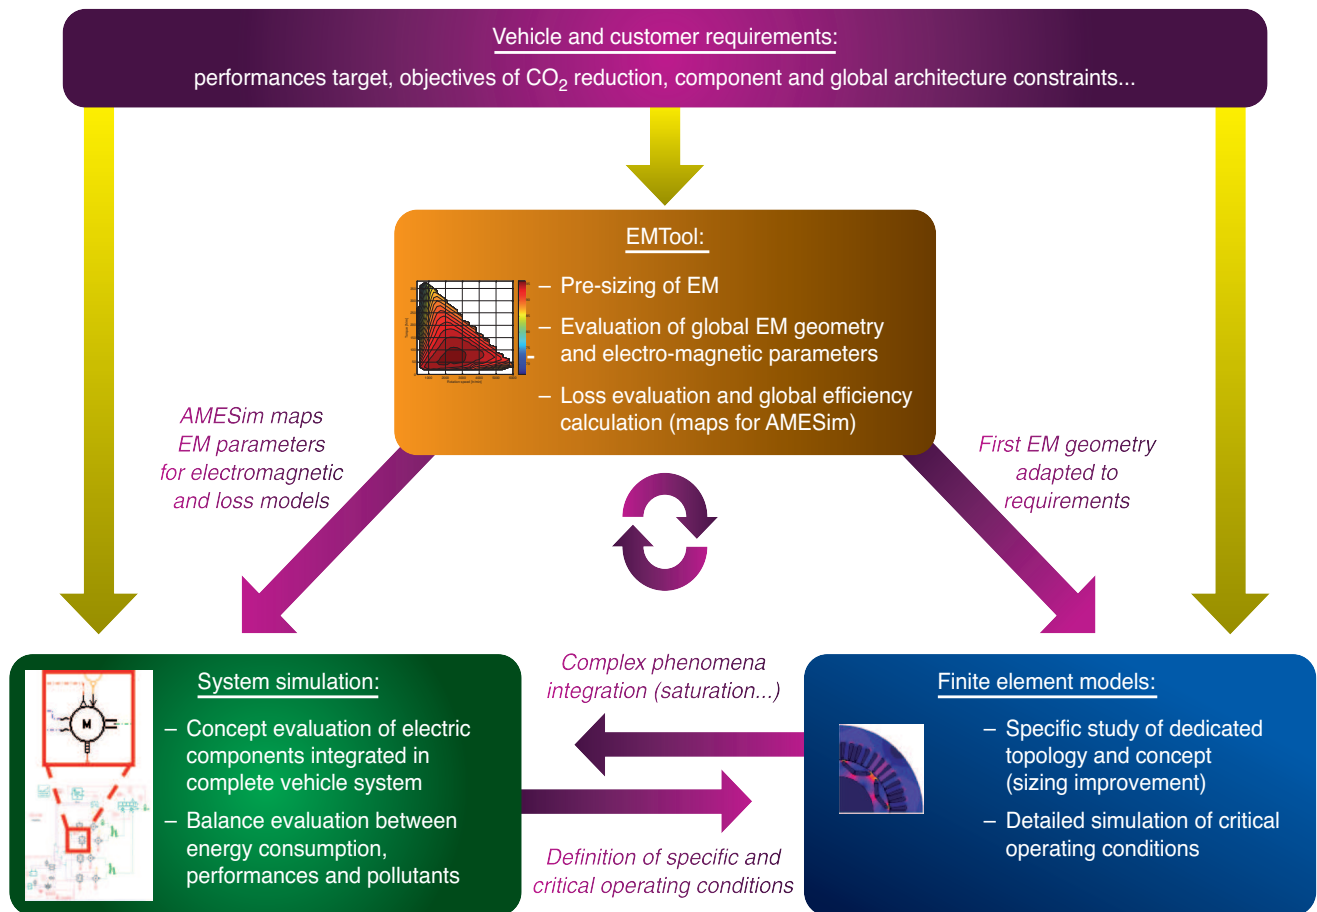 Vehicle and customer requirements:
performances target, objectives of CO2 reduction, component and global architecture constraints...
EMTool:
– Pre-sizing of EM
– Evaluation of global EM geometry
and electro-magnetic parameters
– Loss evaluation and global efficiency
calculation (maps for AMESim)
AMESim maps
EM parameters
for electromagnetic
and loss models
First EM geometry
adapted to
requirements
System simulation:
– Concept evaluation of electric
components integrated in
complete vehicle system
– Balance evaluation between
energy consumption,
performances and pollutants
M
Complex phenomena
integration (saturation...)
Definition of specific and
critical operating conditions
Finite element models:
– Specific study of dedicated
topology and concept
(sizing improvement)
– Detailed simulation of critical
operating conditions